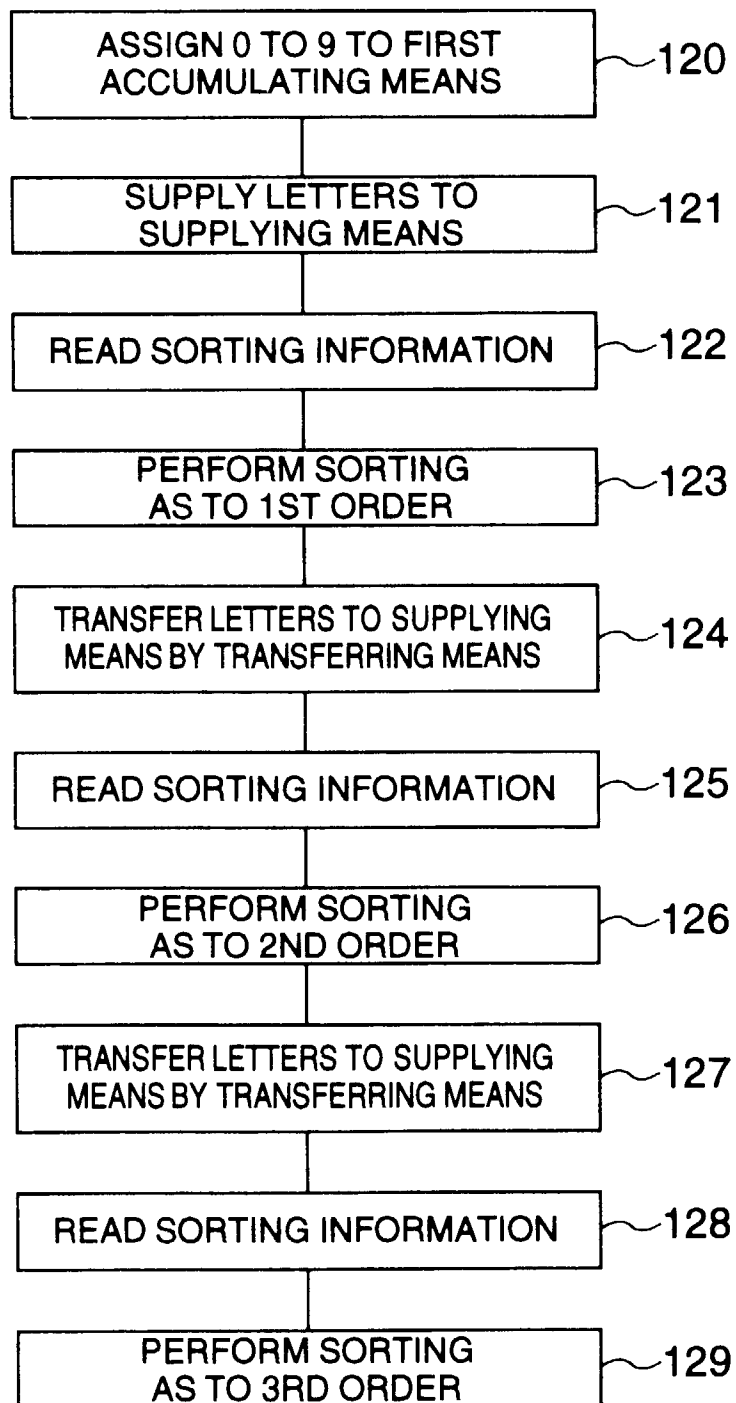 ASSIGN 0 TO 9 TO FIRST
ACCUMULATING MEANS
120
SUPPLY LETTERS TO
SUPPLYING MEANS
121
READ SORTING INFORMATION
122
PERFORM SORTING
AS TO 1ST ORDER
123
TRANSFER LETTERS TO SUPPLYING
MEANS BY TRANSFERRING MEANS
124
READ SORTING INFORMATION
125
PERFORM SORTING
AS TO 2ND ORDER
126
TRANSFER LETTERS TO SUPPLYING
MEANS BY TRANSFERRING MEANS
127
READ SORTING INFORMATION
128
PERFORM SORTING
AS TO 3RD ORDER
129